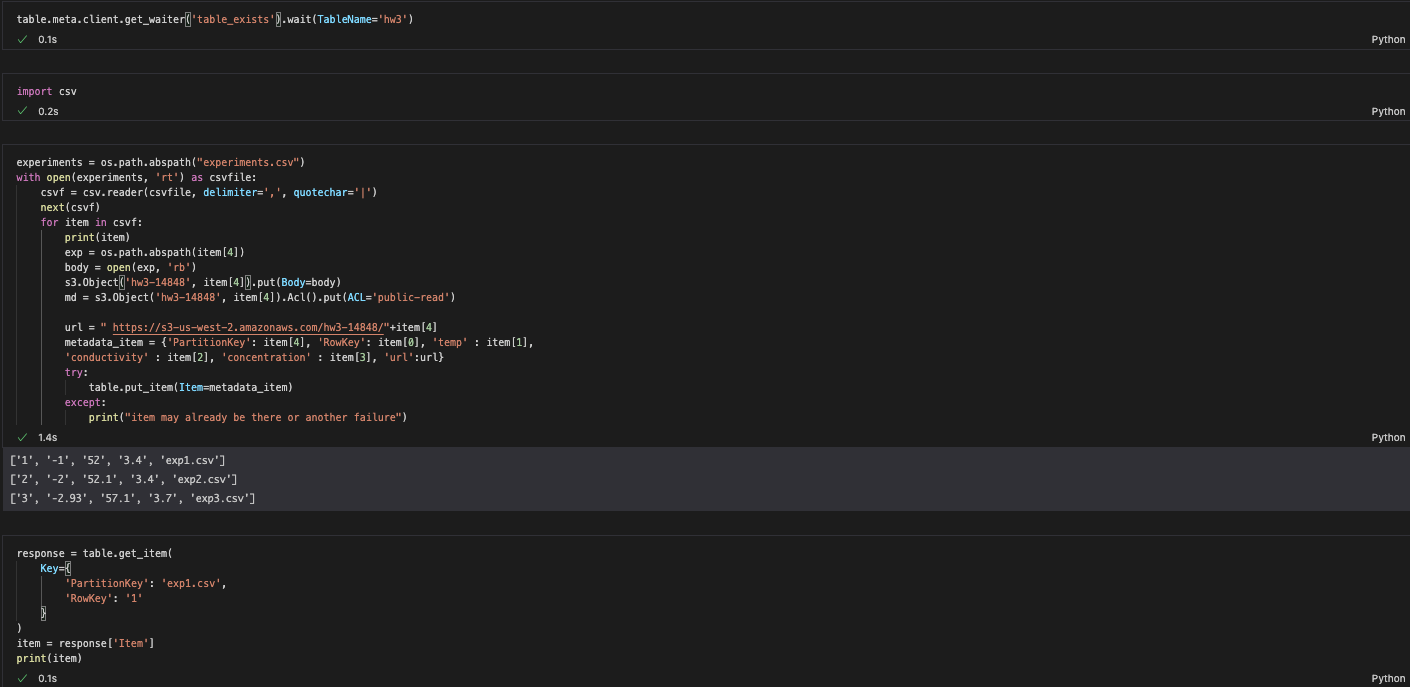 table.meta.client.get_waiter('table_exists').wait(TableName='hw3')
✓ 0.1s Python
import csv
✓ 0.2s Python
experiments = os.path.abspath("experiments.csv")
with open(experiments, 'rt') as csvfile:
    csvf = csv.reader(csvfile, delimiter=',', quotechar='|')
    next(csvf)
    for item in csvf:
        print(item)
        exp = os.path.abspath(item[4])
        body = open(exp, 'rb')
        s3.Object('hw3-14848', item[4]).put(Body=body)
        md = s3.Object('hw3-14848', item[4]).Acl().put(ACL='public-read')
        url = " https://s3-us-west-2.amazonaws.com/hw3-14848/"+item[4]
        metadata_item = {'PartitionKey': item[4], 'RowKey': item[0], 'temp' : item[1],
        'conductivity' : item[2], 'concentration' : item[3], 'url':url}
        try:
            table.put_item(Item=metadata_item)
        except:
            print("item may already be there or another failure")
✓ 1.4s Python
['1', '-1', '52', '3.4', 'exp1.csv']
['2', '-2', '52.1', '3.4', 'exp2.csv']
['3', '-2.93', '57.1', '3.7', 'exp3.csv']
response = table.get_item(
    Key={
        'PartitionKey': 'exp1.csv',
        'RowKey': '1'
    }
)
item = response['Item']
print(item)
✓ 0.1s Python